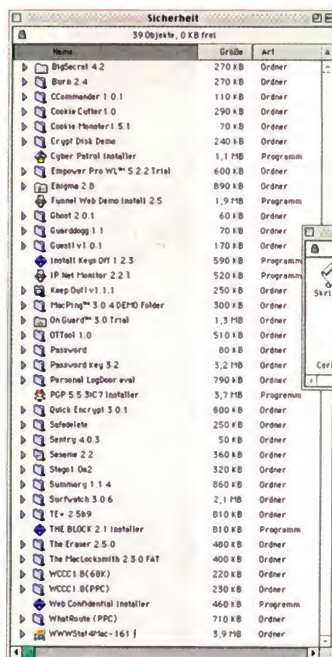 Sicherheit
39 Objekte, 0 KB frei
Name Größe Art
BigSecret 4.2 270 KB Ordner
Burn 2.4 270 KB Ordner
CCommander 1 0.1 110 KB Ordner
Cookie Cutter 1.0 290 KB Ordner
Cookie Monster 1.5.1 70 KB Ordner
Crypt Disk Demo 240 KB Ordner
Cyber Patrol Installer 1,1 MB Programm
Empower Pro WL™ 5.2.2 Trial 600 KB Ordner
Enigma 2.8 890 KB Ordner
Funnel Web Demo Install 2.5 1,9 MB Programm
Ghost 2.0.1 60 KB Ordner
Guarddogg 1.1 70 KB Ordner
Guest1 v1 0.1 170 KB Ordner
Install Keys Off 1 2.3 590 KB Programm
IP Net Monitor 2.2 1 520 KB Programm
Keep Out1 v1.1.1 250 KB Ordner
MacPing™ 3.0.4 DEMO Folder 300 KB Ordner
On Guard™ 3.0 Trial 1,3 MB Ordner
OTTool 1.0 510 KB Ordner
Password 80 KB Ordner
Password Key 3.2 3,2 MB Ordner
Personal LogDoor eval 790 KB Ordner
PGP 5.5.3iC7 Installer 3,7 MB Programm
Quick Encrypt 3.0.1 800 KB Ordner
Safedelete 250 KB Ordner
Sentry 4.0.3 50 KB Ordner
Sesame 2.2 360 KB Ordner
Stego1.0a2 320 KB Ordner
Summary 1.1.4 860 KB Ordner
Surfwatch 3.0.6 2,1 MB Ordner
TE+ 2.5b9 810 KB Ordner
THE BLOCK 2.1 Installer 810 KB Programm
The Eraser 2.5.0 480 KB Ordner
The MacLocksmith 2.3.0 FAT 400 KB Ordner
WCCC1.8(68K) 220 KB Ordner
WCCC1.8(PPC) 230 KB Ordner
Web Confidential Installer 460 KB Programm
WhatRoute (PPC) 710 KB Ordner
WWWStat4Mac-161 ƒ 3,9 MB Ordner
Skri
Ceri